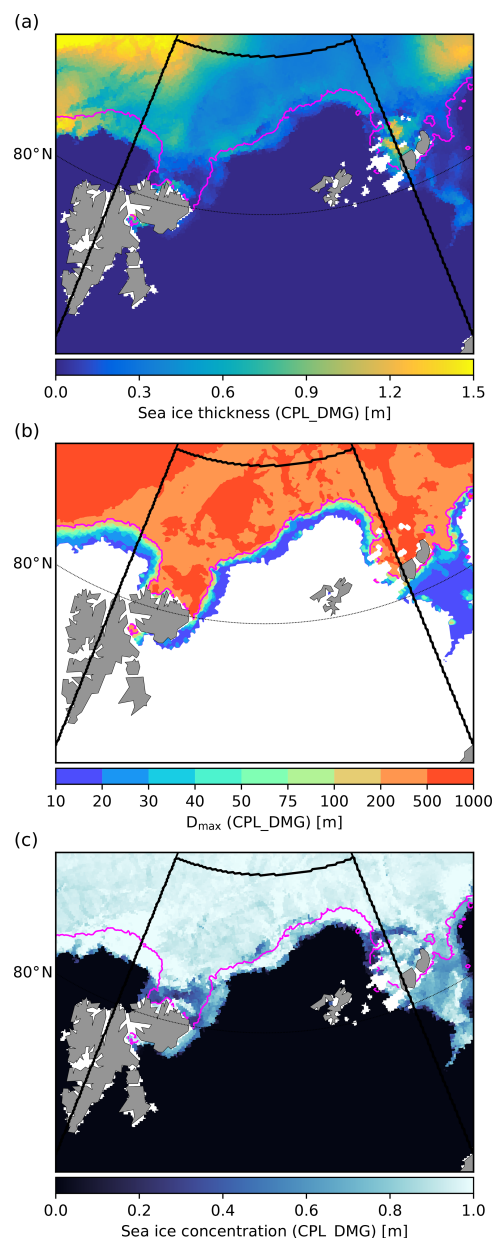 (a)
80°N
0.0 0.3 0.6 0.9 1.2 1.5
Sea ice thickness (CPL_DMG) [m]
(b)
80°N
10 20 30 40 50 75 100 200 500 1000
Dmax (CPL_DMG) [m]
(c)
80°N
0.0 0.2 0.4 0.6 0.8 1.0
Sea ice concentration (CPL_DMG) [m]